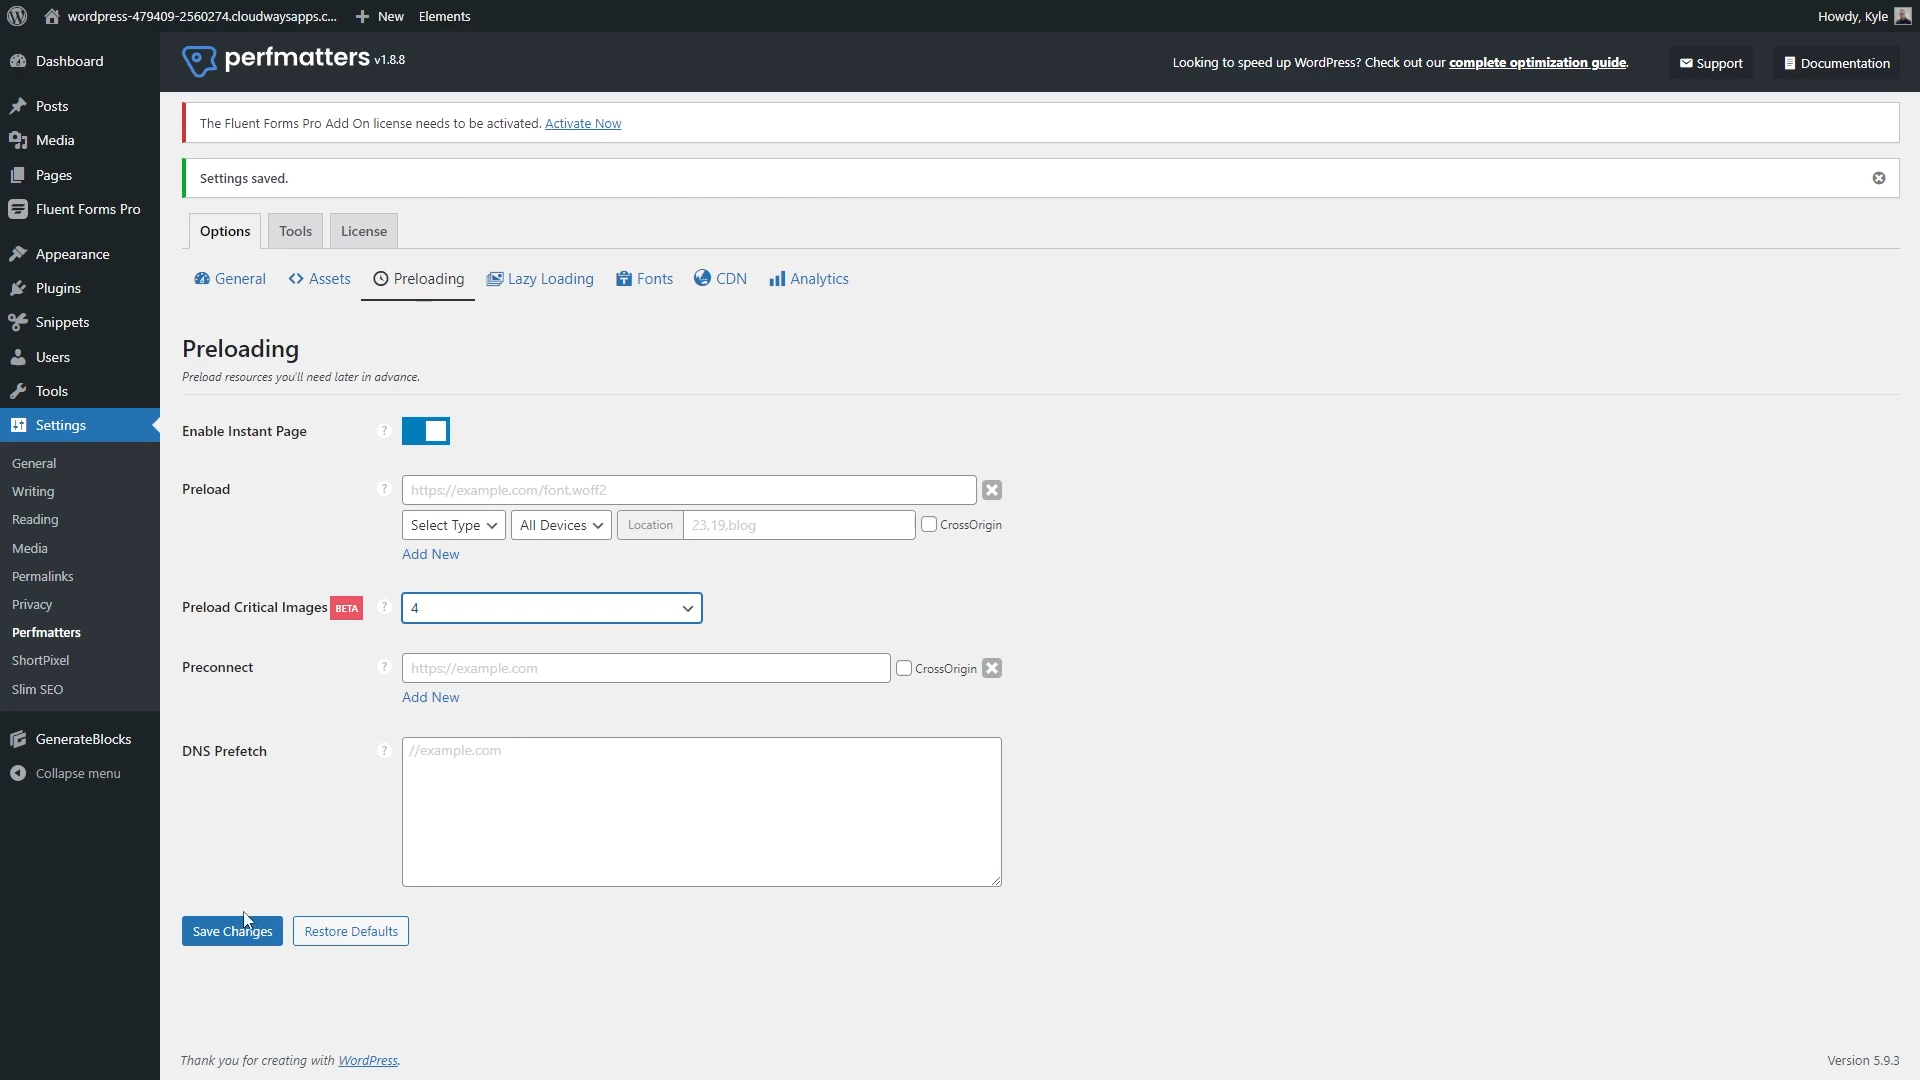 wordpress-479409-2560274.cloudwaysapps.c... New Elements Howdy, Kyle
Dashboard
Posts
Media
Pages
Fluent Forms Pro
Appearance
Plugins
Snippets
Users
Tools
Settings
General
Writing
Reading
Media
Permalinks
Privacy
Perfmatters
ShortPixel
Slim SEO
GenerateBlocks
Collapse menu
perfmatters v1.8.8
Looking to speed up WordPress? Check out our complete optimization guide. Support Documentation
The Fluent Forms Pro Add On license needs to be activated. Activate Now
Settings saved.
Options Tools License
General Assets Preloading Lazy Loading Fonts CDN Analytics
Preloading
Preload resources you'll need later in advance.
Enable Instant Page ?
Preload ? https://example.com/font.woff2
Select Type All Devices Location 23,19,blog CrossOrigin
Add New
Preload Critical Images BETA ? 4
Preconnect ? https://example.com CrossOrigin
Add New
DNS Prefetch ? //example.com
Save Changes Restore Defaults
Thank you for creating with WordPress. Version 5.9.3